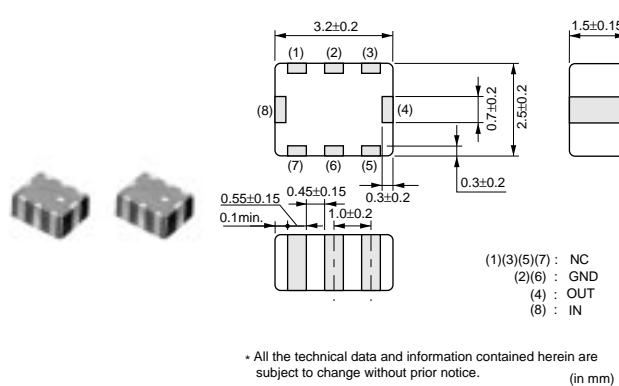 3.2±0.2
1.5±0.15
(1) (2) (3)
(8)
(4)
0.7±0.2
2.5±0.2
(7) (6) (5)
0.3±0.2
0.3±0.2
0.55±0.15
0.45±0.15
0.1min.
1.0±0.2
(1)(3)(5)(7) : NC
(2)(6) : GND
(4) : OUT
(8) : IN
* All the technical data and information contained herein are
subject to change without prior notice.
(in mm)